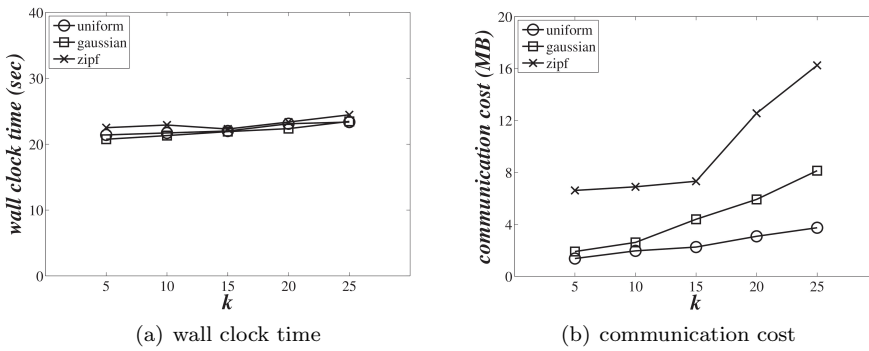 40
30
20
10
0
wall clock time (sec)
uniform
gaussian
zipf
5 10 15 20 25
k
(a) wall clock time
20
16
12
8
4
0
communication cost (MB)
uniform
gaussian
zipf
5 10 15 20 25
k
(b) communication cost